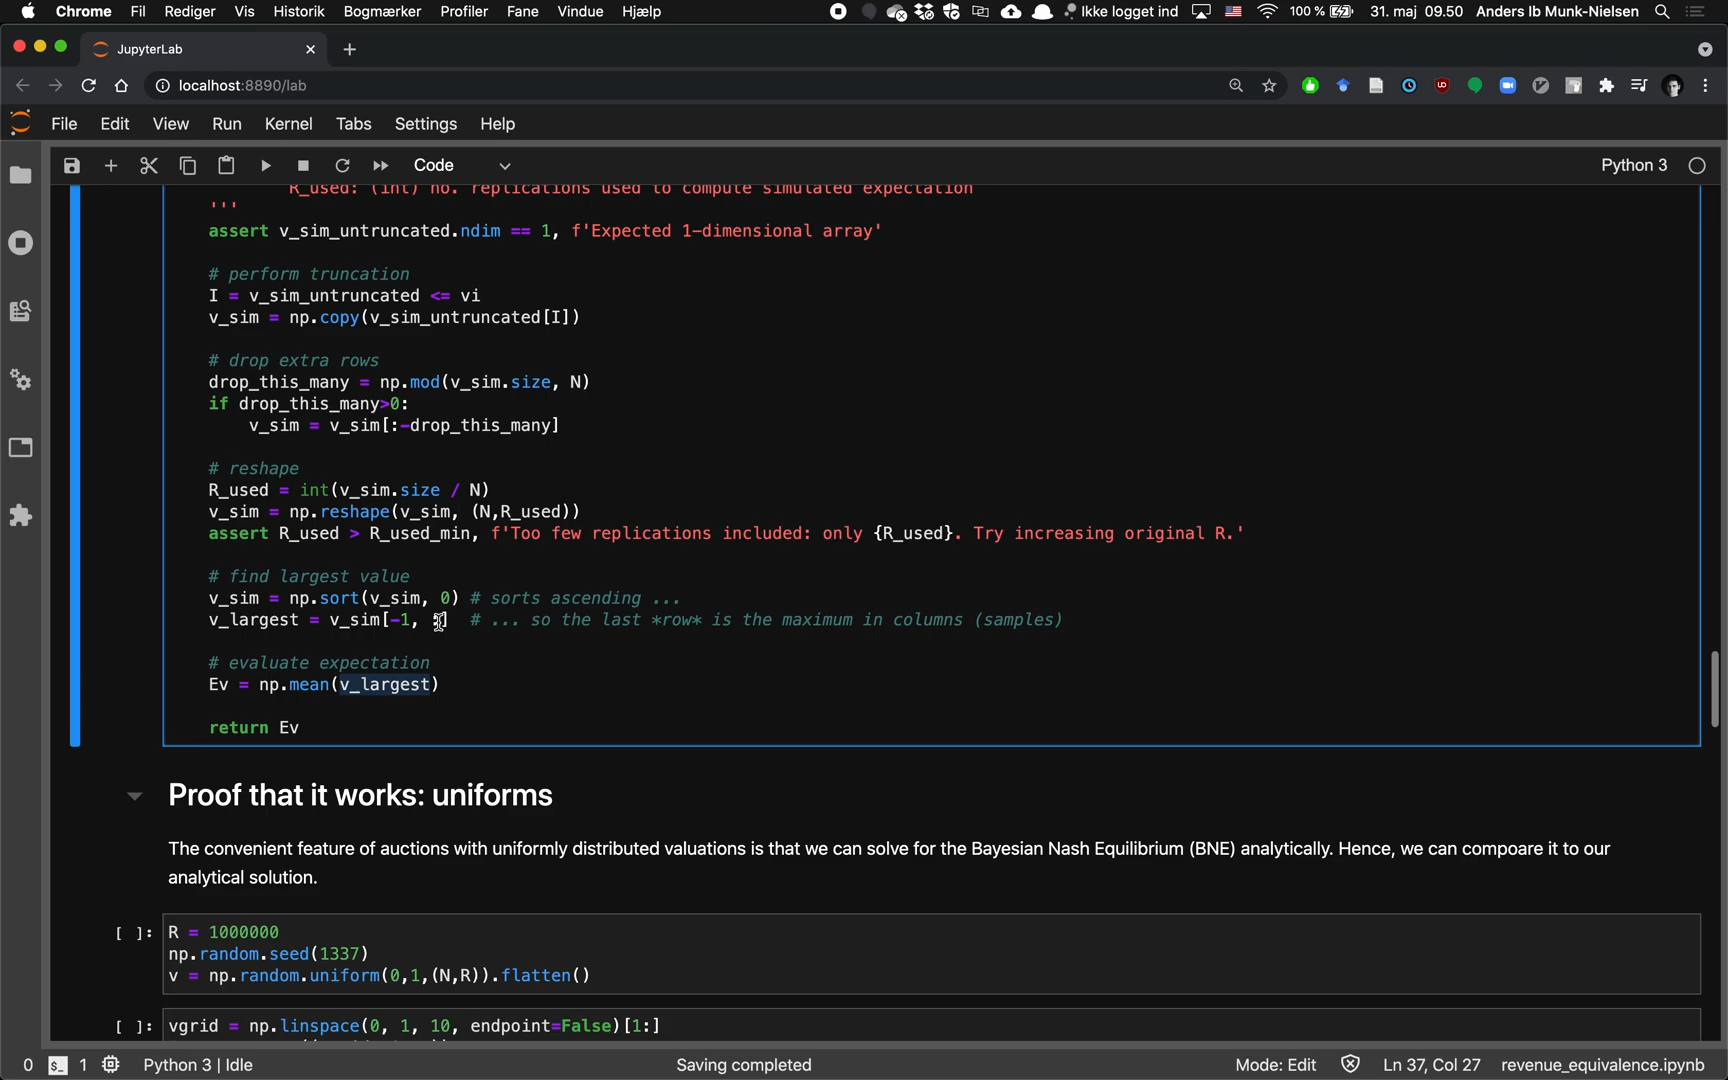 Chrome Fil Rediger Vis Historik Bogmærker Profiler Fane Vindue Hjælp Ikke logget ind 100 % 31. maj 09.50 Anders Ib Munk-Nielsen
JupyterLab
localhost:8890/lab
File Edit View Run Kernel Tabs Settings Help
Code Python 3
R_used: (int) no. replications used to compute simulated expectation
'''
assert v_sim_untruncated.ndim == 1, f'Expected 1-dimensional array'
# perform truncation
I = v_sim_untruncated <= vi
v_sim = np.copy(v_sim_untruncated[I])
# drop extra rows
drop_this_many = np.mod(v_sim.size, N)
if drop_this_many>0:
v_sim = v_sim[:-drop_this_many]
# reshape
R_used = int(v_sim.size / N)
v_sim = np.reshape(v_sim, (N,R_used))
assert R_used > R_used_min, f'Too few replications included: only {R_used}. Try increasing original R.'
# find largest value
v_sim = np.sort(v_sim, 0) # sorts ascending ...
v_largest = v_sim[-1, :] # ... so the last *row* is the maximum in columns (samples)
# evaluate expectation
Ev = np.mean(v_largest)
return Ev
Proof that it works: uniforms
The convenient feature of auctions with uniformly distributed valuations is that we can solve for the Bayesian Nash Equilibrium (BNE) analytically. Hence, we can compoare it to our
analytical solution.
[ ]: R = 1000000
np.random.seed(1337)
v = np.random.uniform(0,1,(N,R)).flatten()
[ ]: vgrid = np.linspace(0, 1, 10, endpoint=False)[1:]
0 $_ 1 Python 3 | Idle Saving completed Mode: Edit Ln 37, Col 27 revenue_equivalence.ipynb